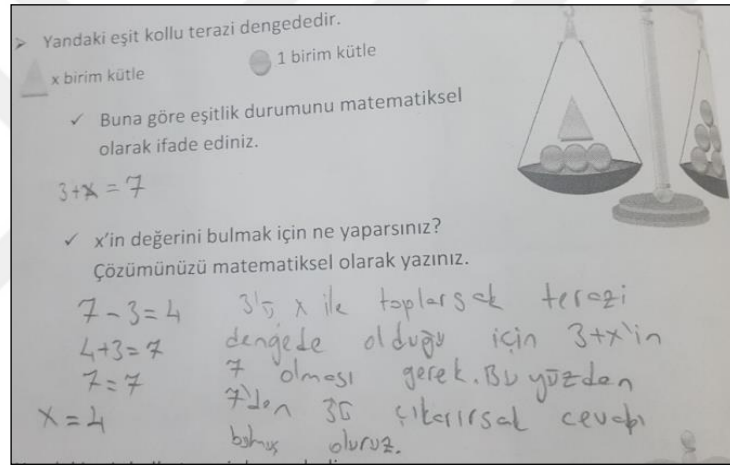 ➤ Yandaki eşit kollu terazi dengededir.
x birim kütle
1 birim kütle
✓ Buna göre eşitlik durumunu matematiksel
olarak ifade ediniz.
3+x = 7
✓ x'in değerini bulmak için ne yaparsınız?
Çözümünüzü matematiksel olarak yazınız.
7 - 3 = 4
4+3 = 7
7 = 7
x = 4
3'ü x ile toplarsak terazi
dengede olduğu için 3+x'in
7 olması gerek. Bu yüzden
7'den 3ü çıkarırsak cevabı
bulmuş oluruz.